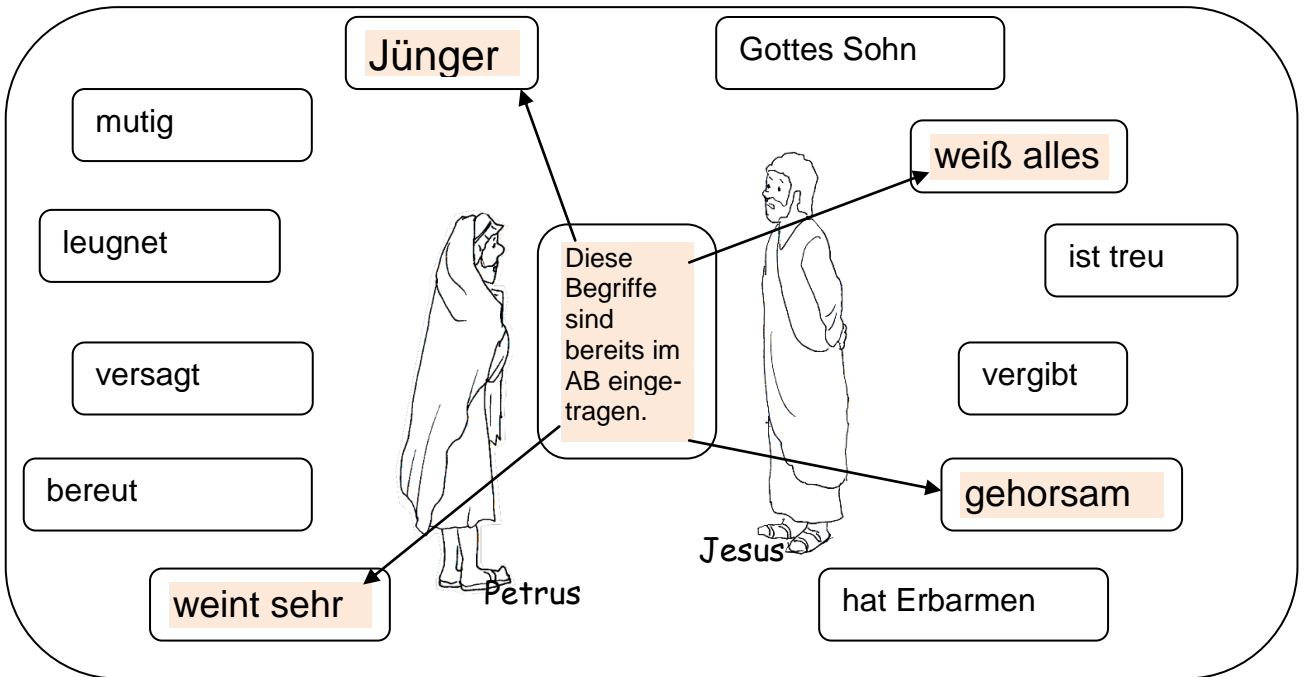 Jünger
Gottes Sohn
mutig
weiß alles
leugnet
ist treu
Diese
Begriffe
sind
bereits im
AB einge-
tragen.
versagt
vergibt
bereut
gehorsam
Jesus
Petrus
weint sehr
hat Erbarmen